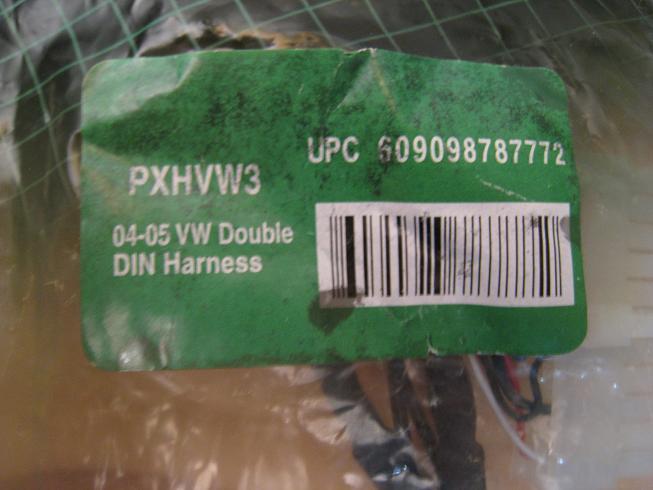 PXHVW3
UPC 609098787772
04-05 VW Double
DIN Harness